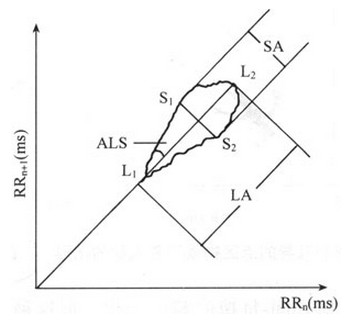 SA
L2
S1
ALS
S2
L1
LA
RRn+1(ms)
RRn(ms)